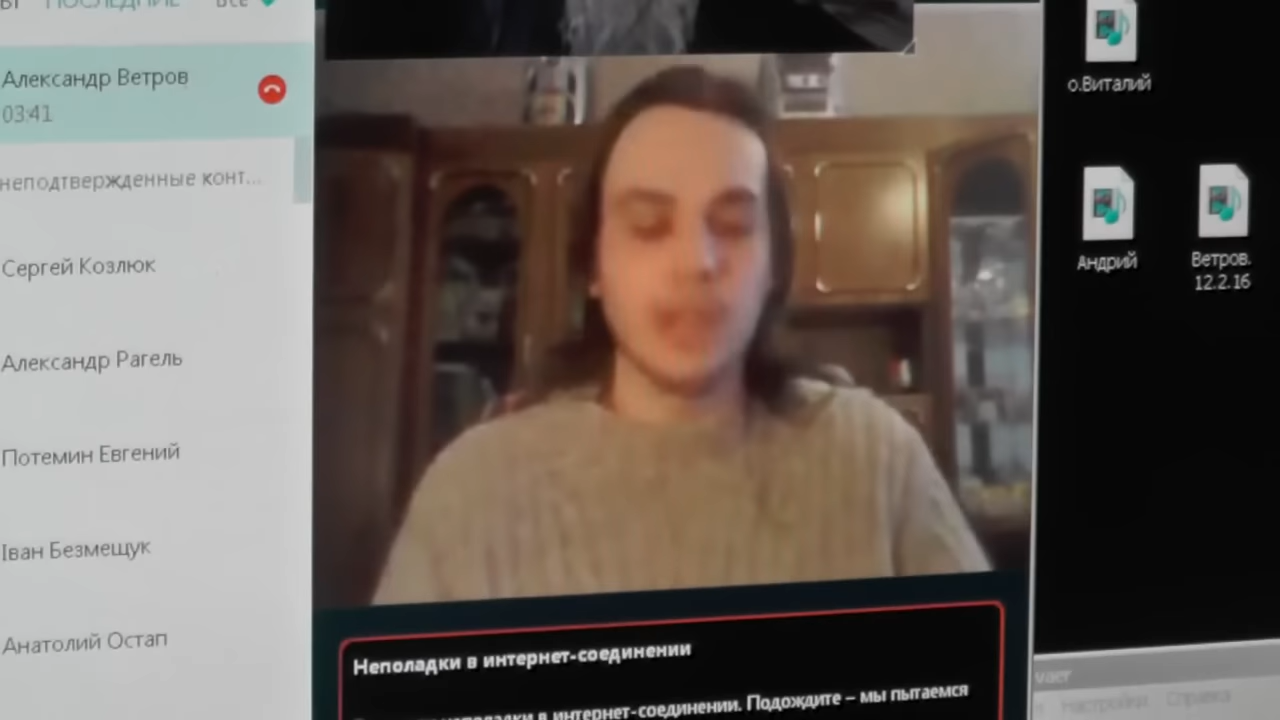 ПОСЛЕДНИЕ Все
Александр Ветров
03:41
неподтвержденные конт...
Сергей Козлюк
Александр Рагель
Потемин Евгений
Іван Безмещук
Анатолий Остап
о.Виталий
Андрий
Ветров.
12.2.16
Неполадки в интернет-соединении
неполадки в интернет-соединении. Подождите – мы пытаемся
Настройки Справка